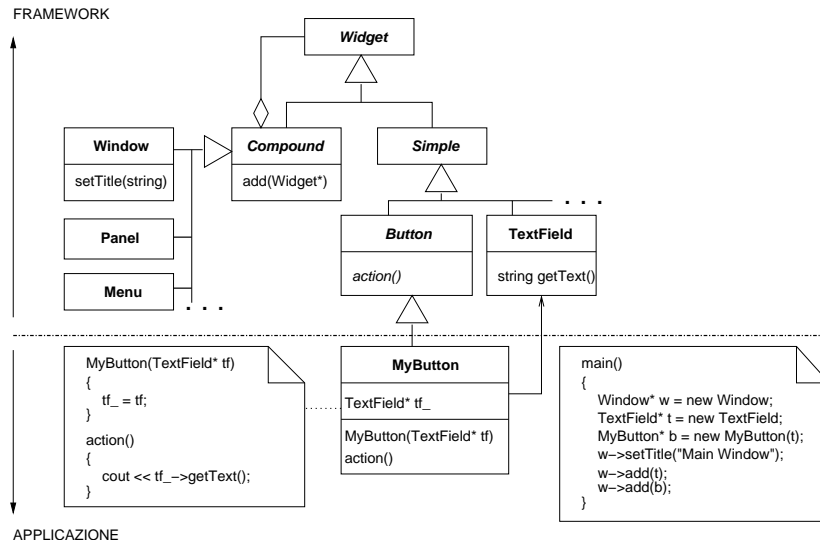 FRAMEWORK
Widget
Window
setTitle(string)
Compound
add(Widget*)
Simple
Panel
Menu
. . .
. . .
Button
action()
TextField
string getText()
MyButton(TextField* tf)
{
tf_ = tf;
}
action()
{
cout << tf_->getText();
}
MyButton
TextField* tf_
MyButton(TextField* tf)
action()
main()
{
Window* w = new Window;
TextField* t = new TextField;
MyButton* b = new MyButton(t);
w->setTitle("Main Window");
w->add(t);
w->add(b);
}
APPLICAZIONE